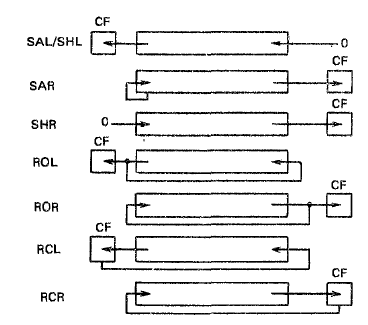 CF
SAL/SHL 0
CF
SAR
CF
SHR 0
CF
ROL
CF
ROR
CF
RCL
CF
RCR